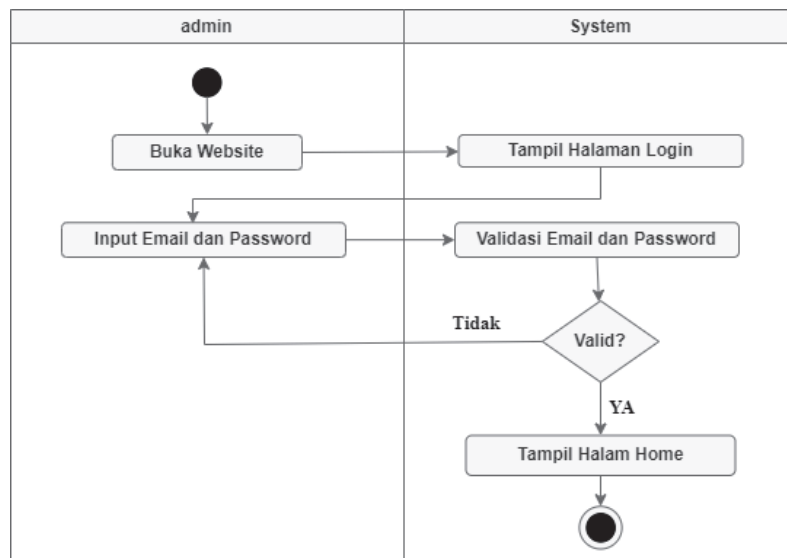 admin
System
Buka Website
Tampil Halaman Login
Input Email dan Password
Validasi Email dan Password
Tidak
Valid?
YA
Tampil Halam Home